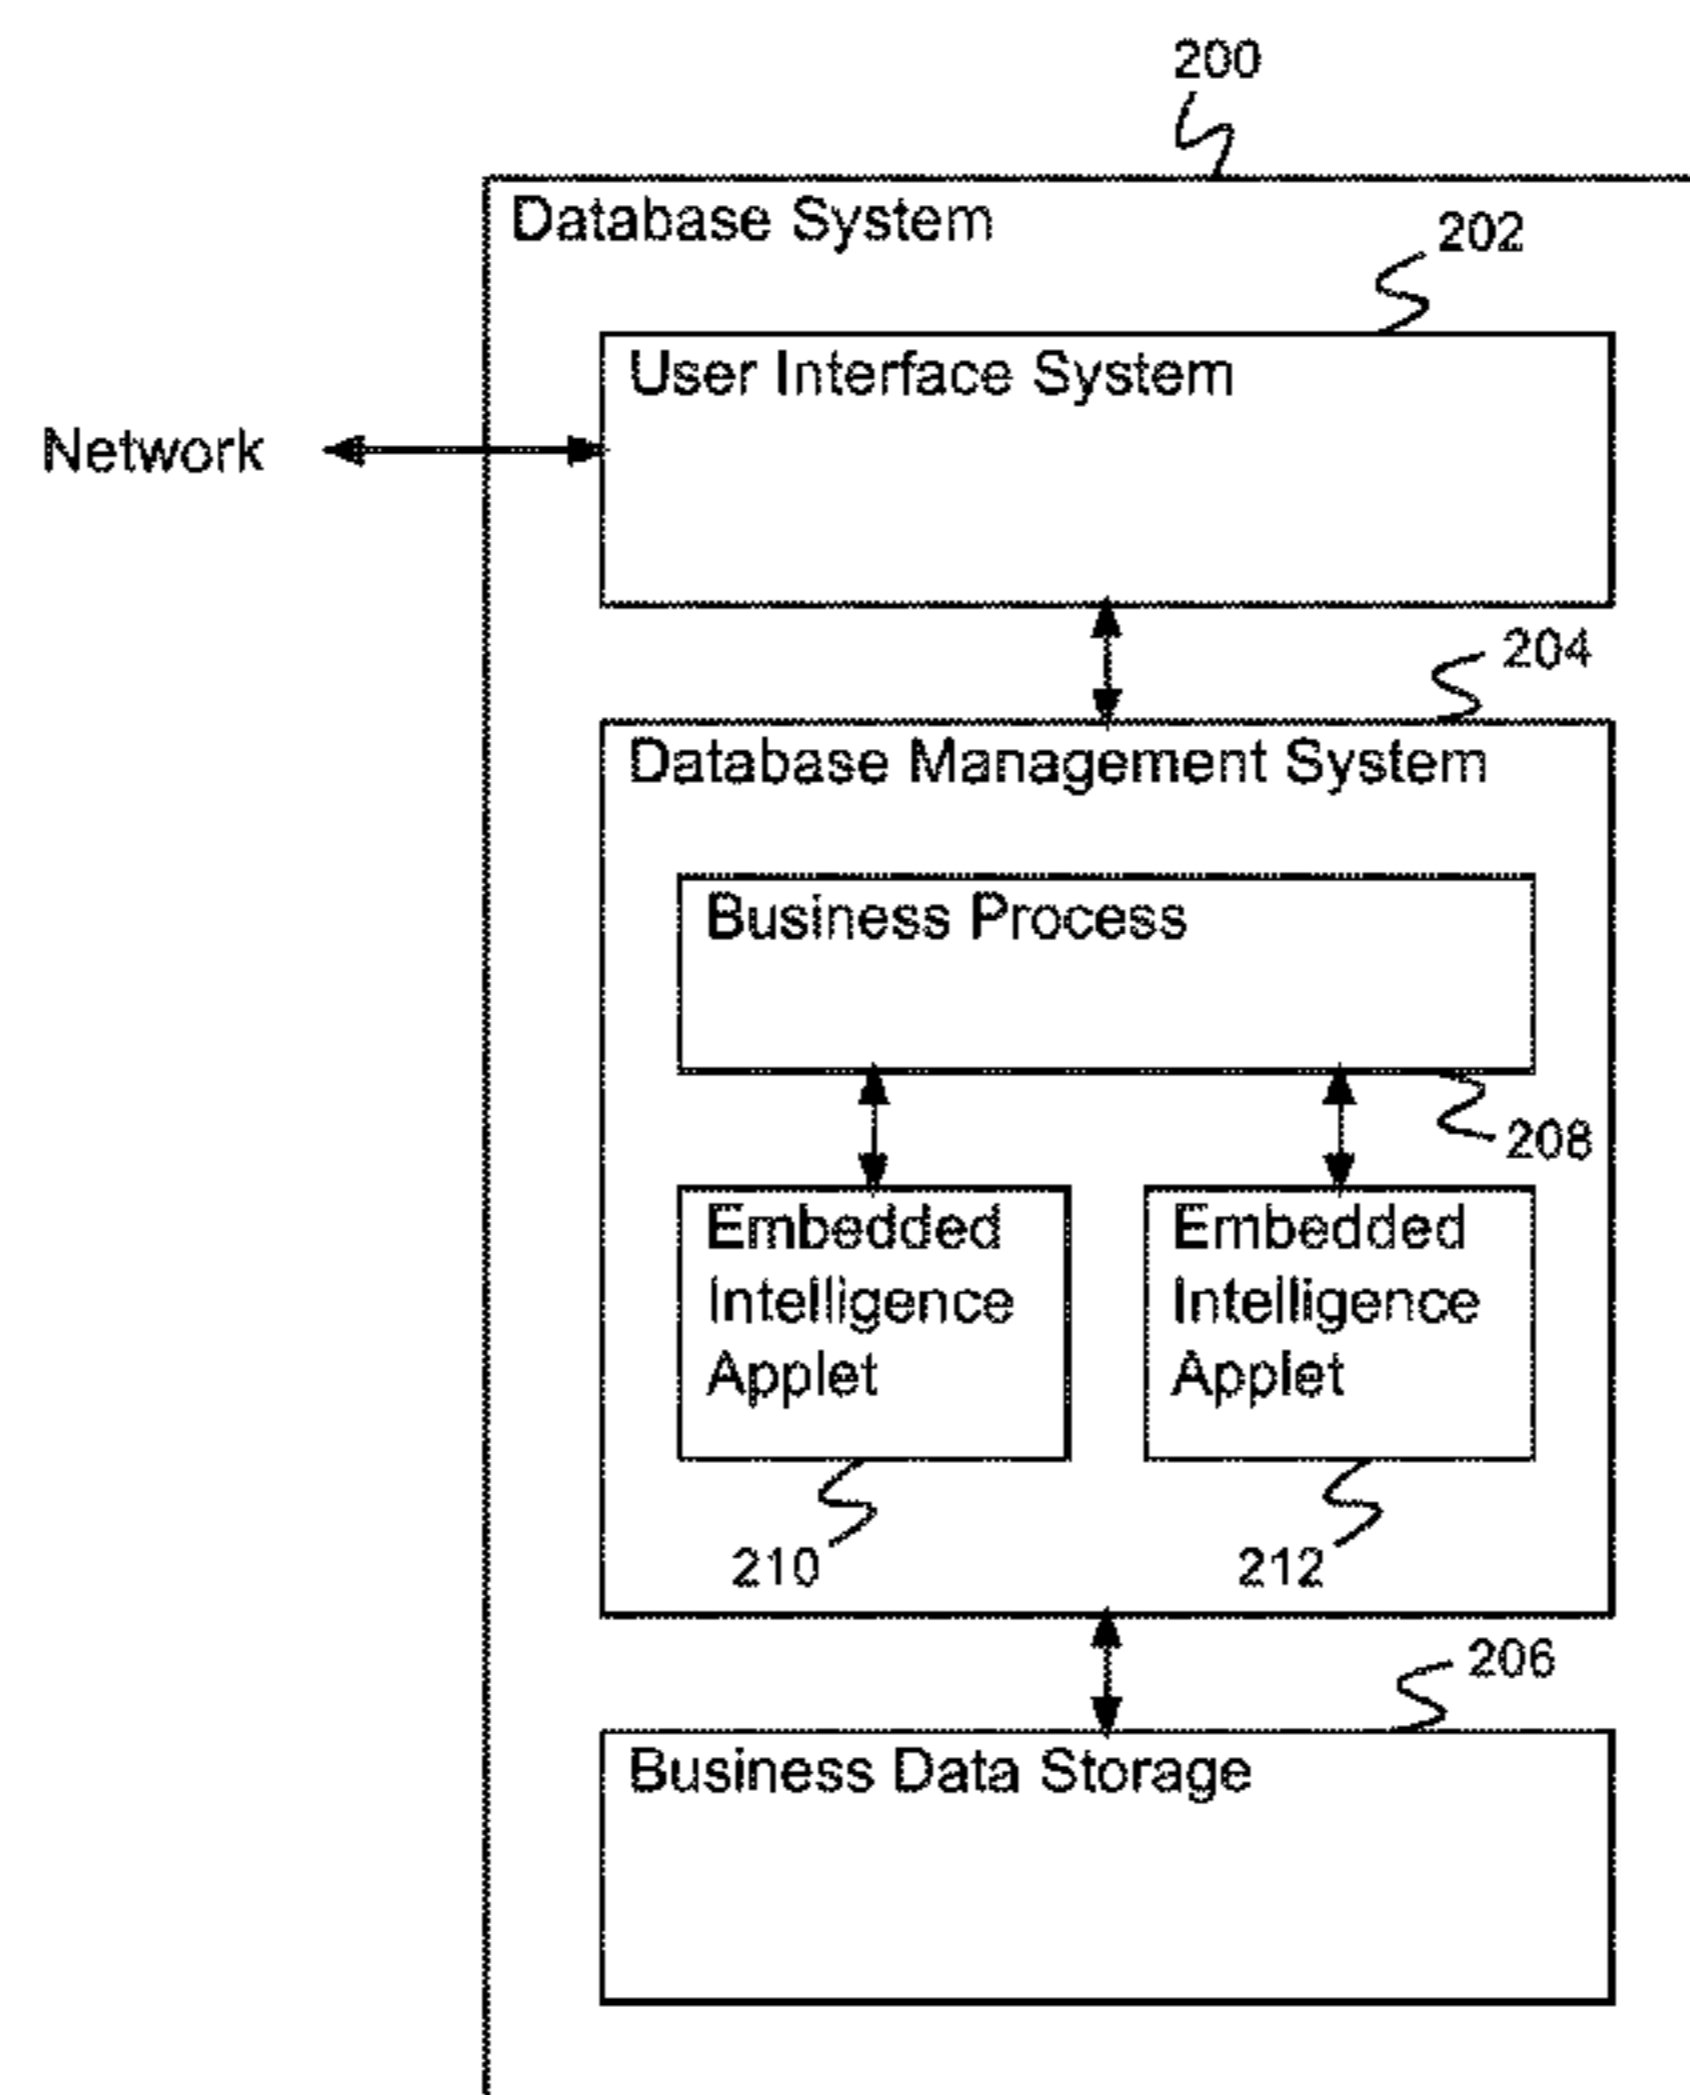 200
Database System
202
User Interface System
Network
204
Database Management System
Business Process
208
Embedded
Intelligence
Applet
Embedded
Intelligence
Applet
210
212
206
Business Data Storage